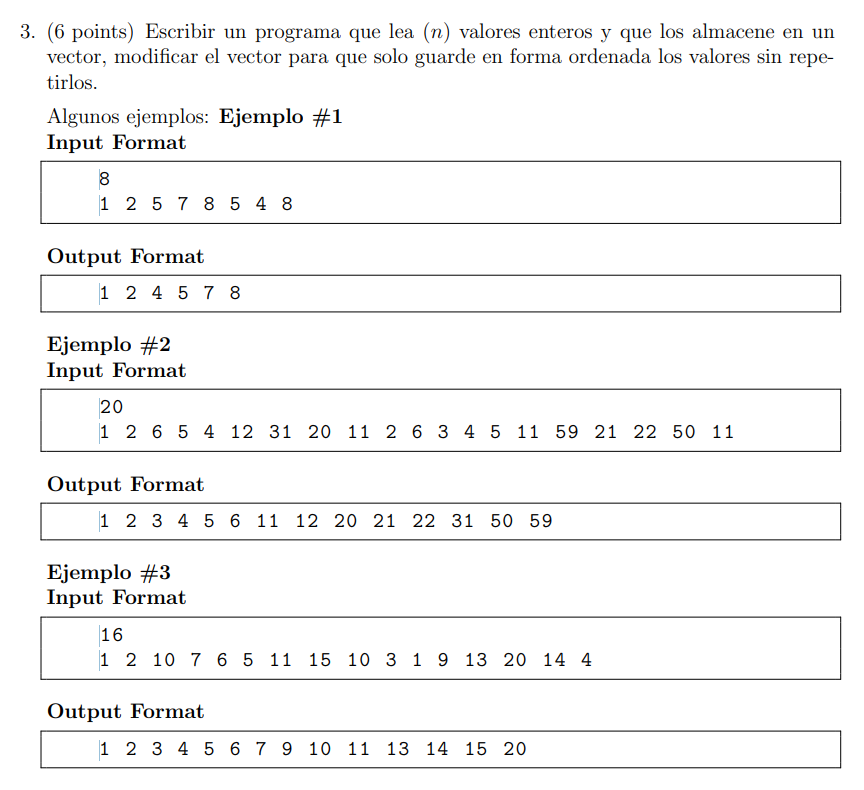 3. (6 points) Escribir un programa que lea (n) valores enteros y que los almacene en un
vector, modificar el vector para que solo guarde en forma ordenada los valores sin repe-
tirlos.
Algunos ejemplos: Ejemplo #1
Input Format
8
1 2 5 7 8 5 4 8
Output Format
1 2 4 5 7 8
Ejemplo #2
Input Format
20
1 2 6 5 4 12 31 20 11 2 6 3 4 5 11 59 21 22 50 11
Output Format
1 2 3 4 5 6 11 12 20 21 22 31 50 59
Ejemplo #3
Input Format
16
1 2 10 7 6 5 11 15 10 3 1 9 13 20 14 4
Output Format
1 2 3 4 5 6 7 9 10 11 13 14 15 20